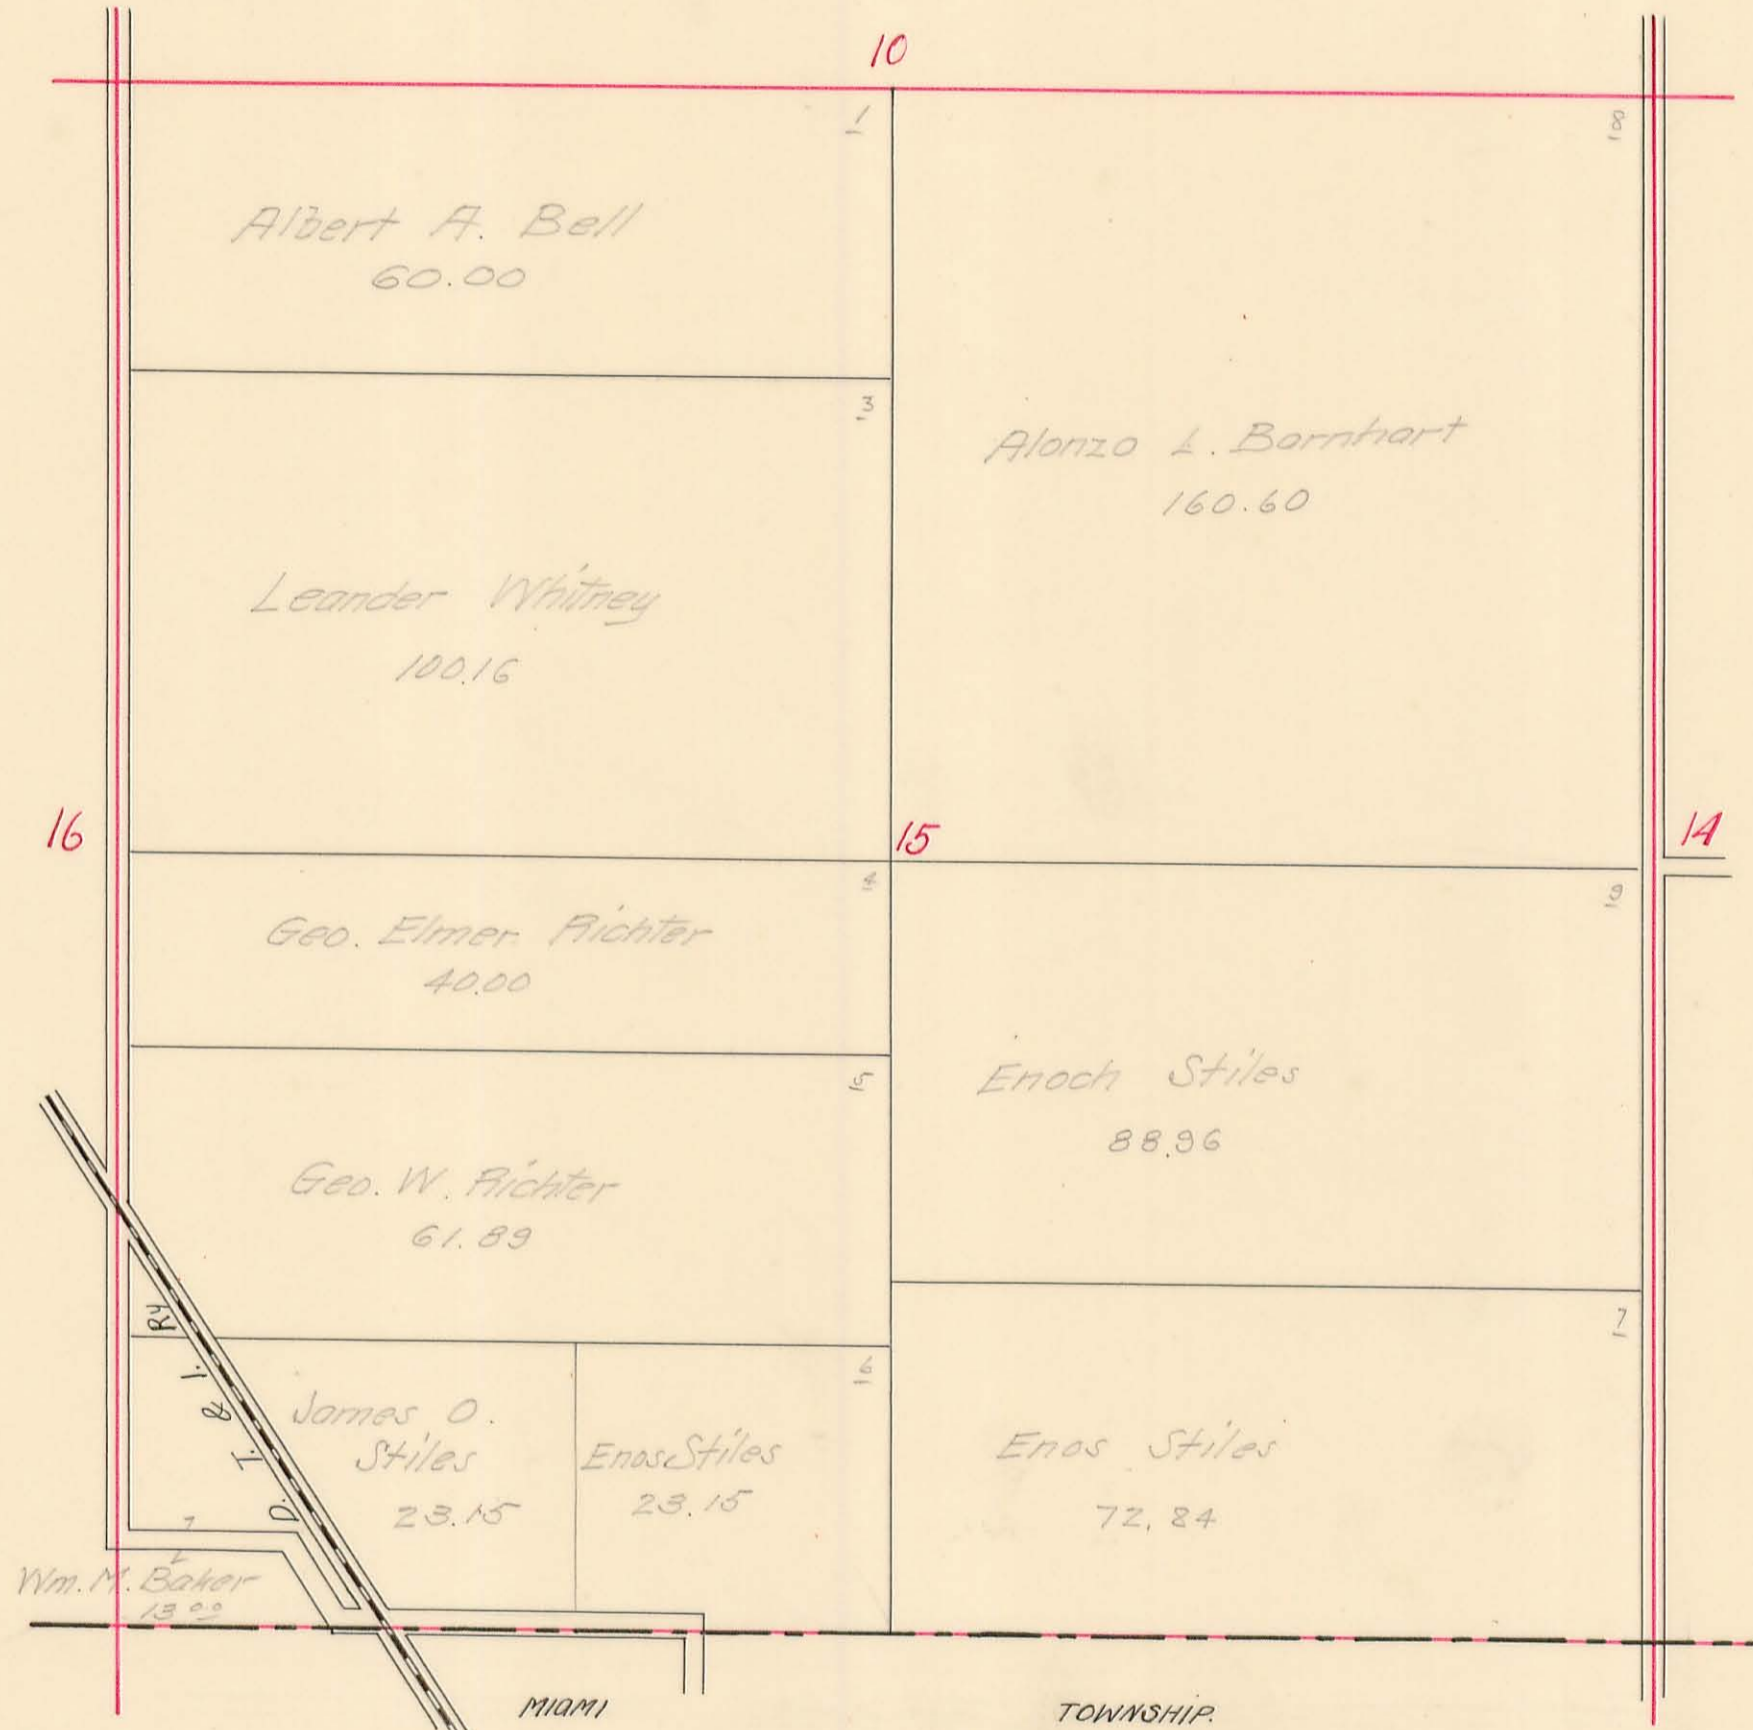 10
1
8
Albert A. Bell
60.00
3
Alonzo L. Barnhart
160.60
Leander Whitney
100.16
16
15
14
4
9
Geo. Elmer Richter
40.00
5
Enoch Stiles
88.96
Geo. W. Richter
61.89
7
D. T. & I. Ry
6
James O.
Stiles
23.15
Enos Stiles
23.15
Enos Stiles
72.84
Wm. M. Baker
13 00
MIAMI TOWNSHIP.